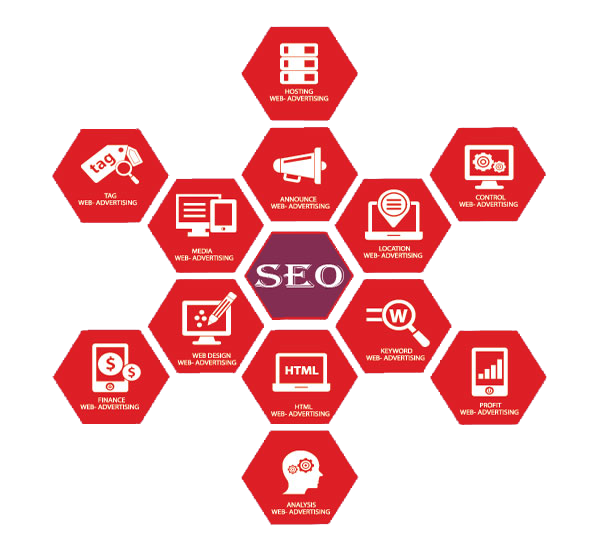 HOSTING
WEB- ADVERTISING
tag
TAG
WEB- ADVERTISING
ANNOUNCE
WEB- ADVERTISING
CONTROL
WEB- ADVERTISING
MEDIA
WEB- ADVERTISING
LOCATION
WEB- ADVERTISING
SEO
WEB DESIGN
WEB- ADVERTISING
W
KEYWORD
WEB- ADVERTISING
$
$
FINANCE
WEB- ADVERTISING
HTML
HTML
WEB- ADVERTISING
PROFIT
WEB- ADVERTISING
ANALYSIS
WEB- ADVERTISING